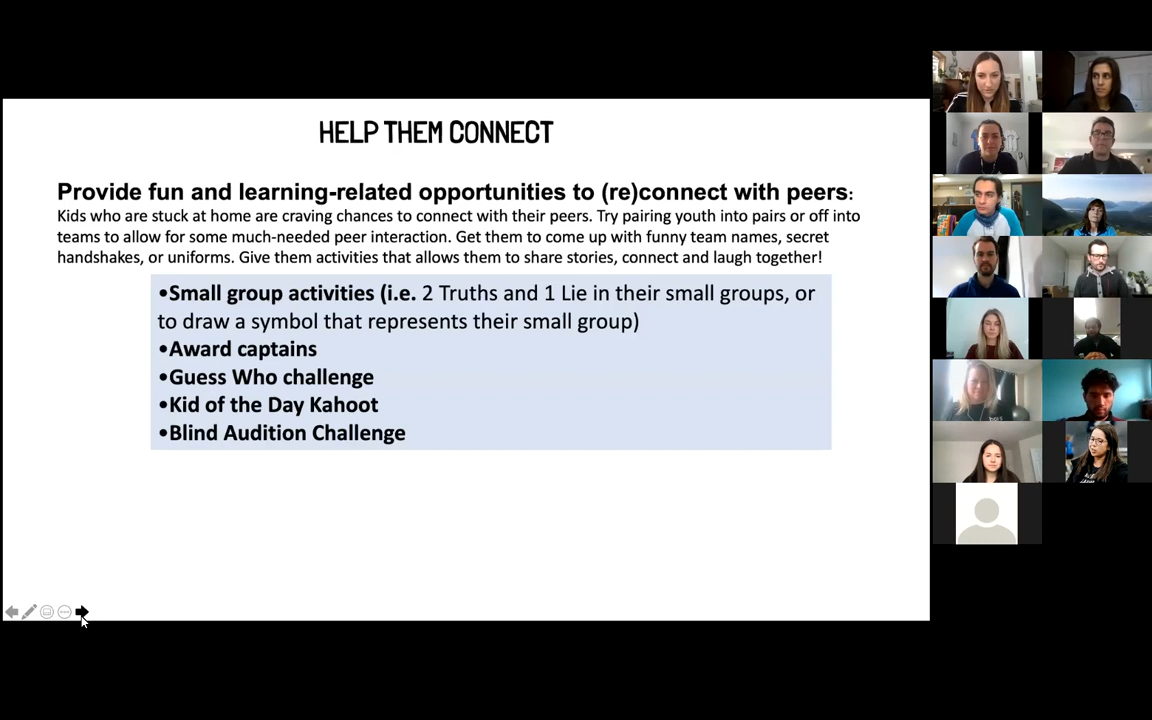 HELP THEM CONNECT
Provide fun and learning-related opportunities to (re)connect with peers:
Kids who are stuck at home are craving chances to connect with their peers. Try pairing youth into pairs or off into
teams to allow for some much-needed peer interaction. Get them to come up with funny team names, secret
handshakes, or uniforms. Give them activities that allows them to share stories, connect and laugh together!
•Small group activities (i.e. 2 Truths and 1 Lie in their small groups, or
to draw a symbol that represents their small group)
•Award captains
•Guess Who challenge
•Kid of the Day Kahoot
•Blind Audition Challenge